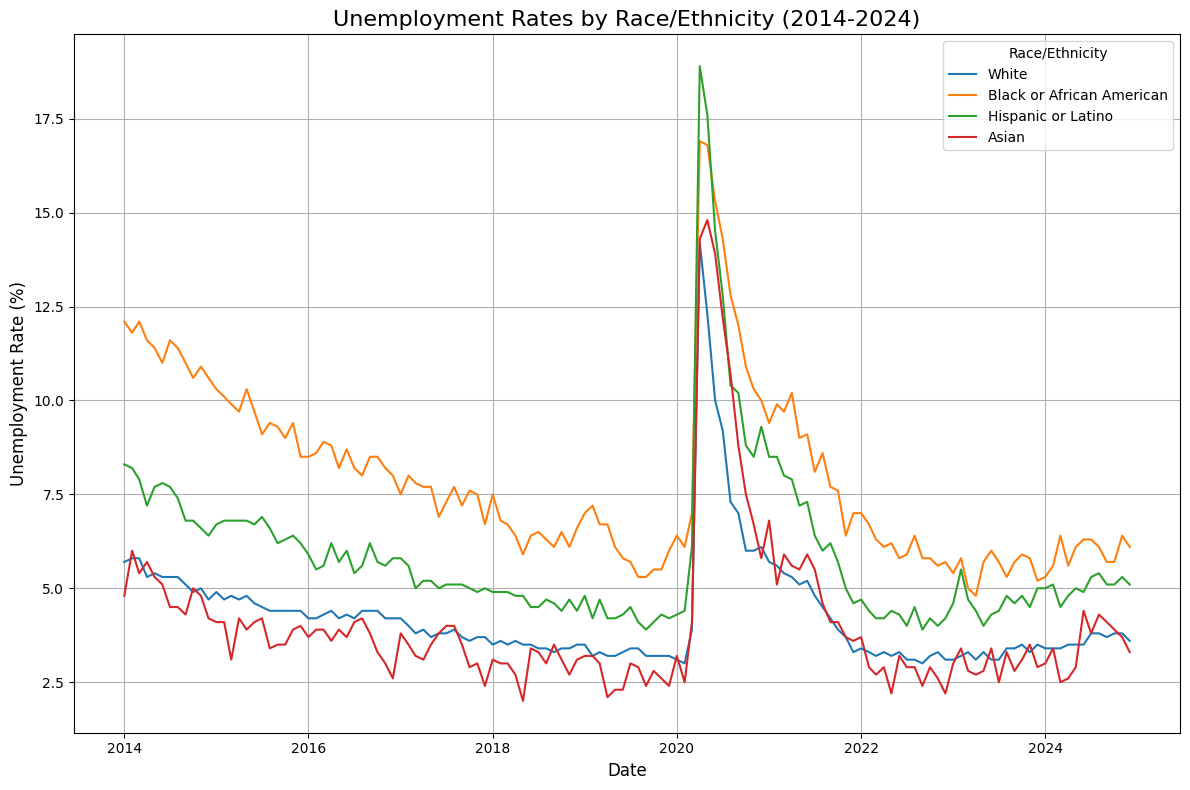 Unemployment Rates by Race/Ethnicity (2014-2024)
Race/Ethnicity
White
Black or African American
Hispanic or Latino
Asian
Unemployment Rate (%)
17.5
15.0
12.5
10.0
7.5
5.0
2.5
2014 2016 2018 2020 2022 2024
Date